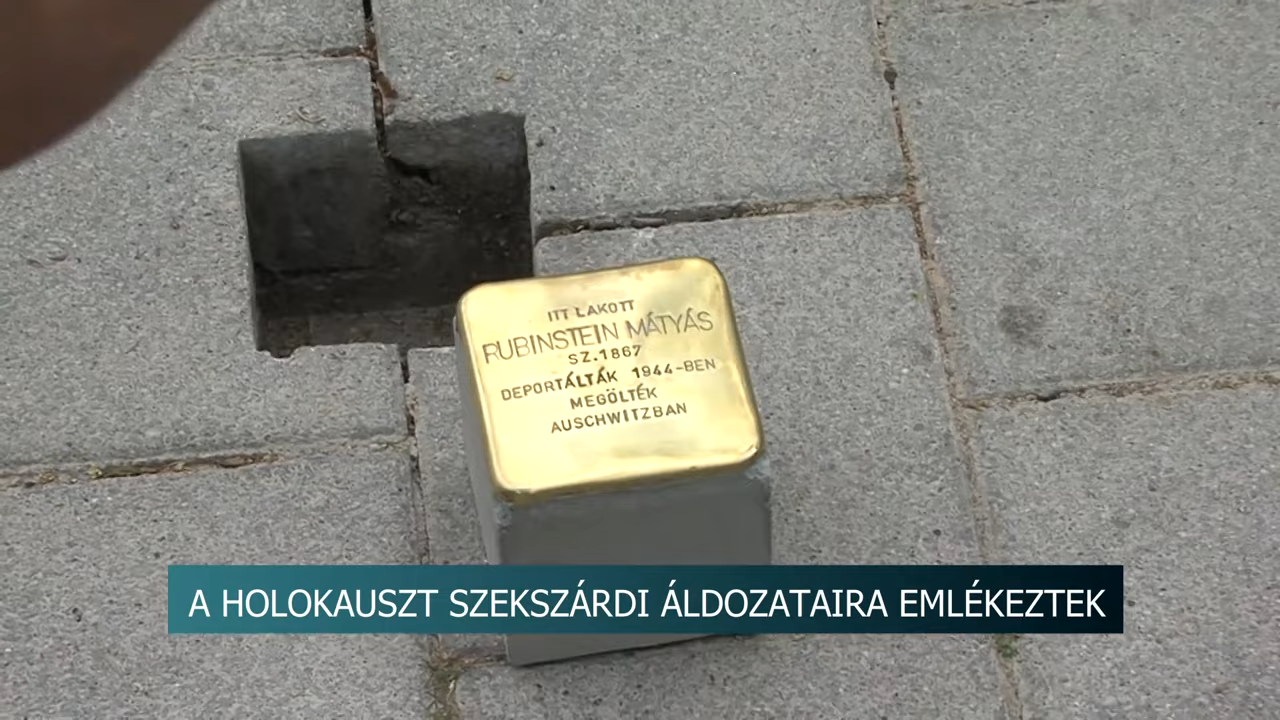 ITT LAKOTT
RUBINSTEIN MÁTYÁS
SZ.1867
DEPORTÁLTÁK 1944-BEN
MEGÖLTÉK
AUSCHWITZBAN
A HOLOKAUSZT SZEKSZÁRDI ÁLDOZATAIRA EMLÉKEZTEK